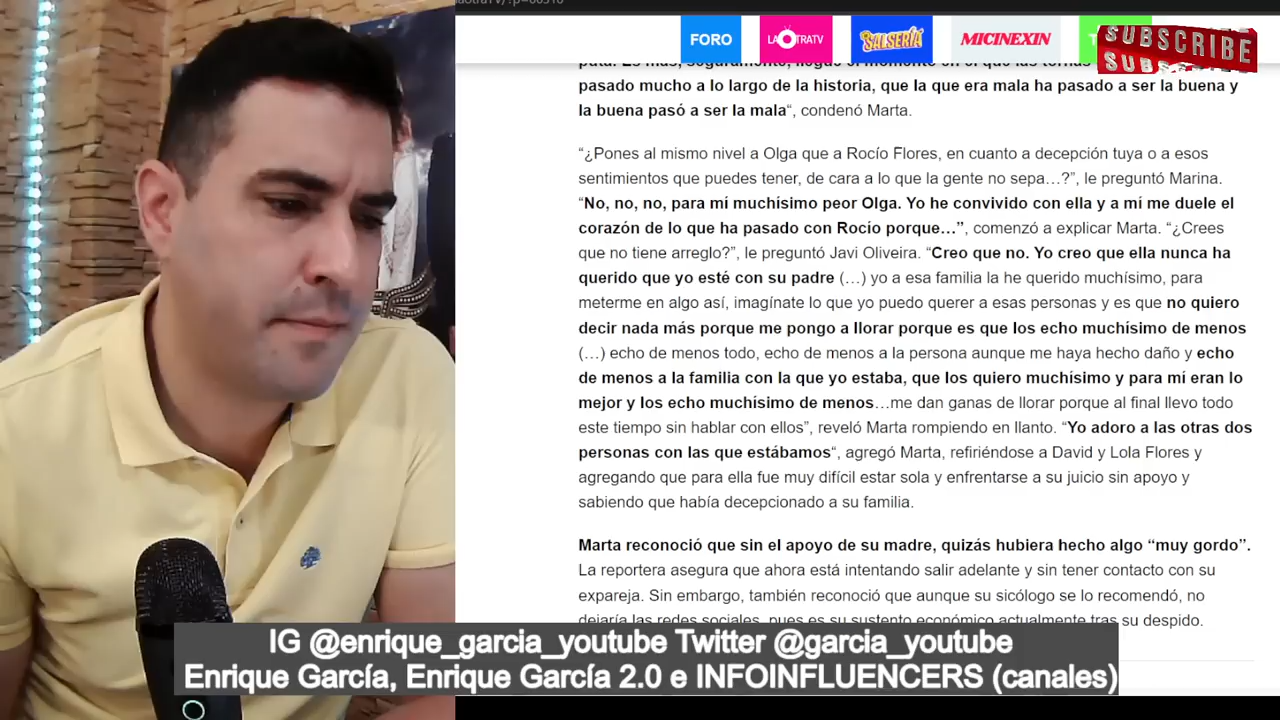 FORO
LAOTRATV
SALSERÍA
MICINEXIN
SUBSCRIBE
pasado mucho a lo largo de la historia, que la que era mala ha pasado a ser la buena y
la buena pasó a ser la mala“, condenó Marta.
“¿Pones al mismo nivel a Olga que a Rocío Flores, en cuanto a decepción tuya o a esos
sentimientos que puedes tener, de cara a lo que la gente no sepa…?”, le preguntó Marina.
“No, no, no, para mí muchísimo peor Olga. Yo he convivido con ella y a mí me duele el
corazón de lo que ha pasado con Rocío porque…”, comenzó a explicar Marta. “¿Crees
que no tiene arreglo?”, le preguntó Javi Oliveira. “Creo que no. Yo creo que ella nunca ha
querido que yo esté con su padre (…) yo a esa familia la he querido muchísimo, para
meterme en algo así, imagínate lo que yo puedo querer a esas personas y es que no quiero
decir nada más porque me pongo a llorar porque es que los echo muchísimo de menos
(…) echo de menos todo, echo de menos a la persona aunque me haya hecho daño y echo
de menos a la familia con la que yo estaba, que los quiero muchísimo y para mí eran lo
mejor y los echo muchísimo de menos…me dan ganas de llorar porque al final llevo todo
este tiempo sin hablar con ellos”, reveló Marta rompiendo en llanto. “Yo adoro a las otras dos
personas con las que estábamos“, agregó Marta, refiriéndose a David y Lola Flores y
agregando que para ella fue muy difícil estar sola y enfrentarse a su juicio sin apoyo y
sabiendo que había decepcionado a su familia.
Marta reconoció que sin el apoyo de su madre, quizás hubiera hecho algo “muy gordo”.
La reportera asegura que ahora está intentando salir adelante y sin tener contacto con su
expareja. Sin embargo, también reconoció que aunque su sicólogo se lo recomendó, no
dejaría las redes sociales, pues es su sustento económico actualmente tras su despido.
IG @enrique_garcia_youtube Twitter @garcia_youtube
Enrique García, Enrique García 2.0 e INFOINFLUENCERS (canales)